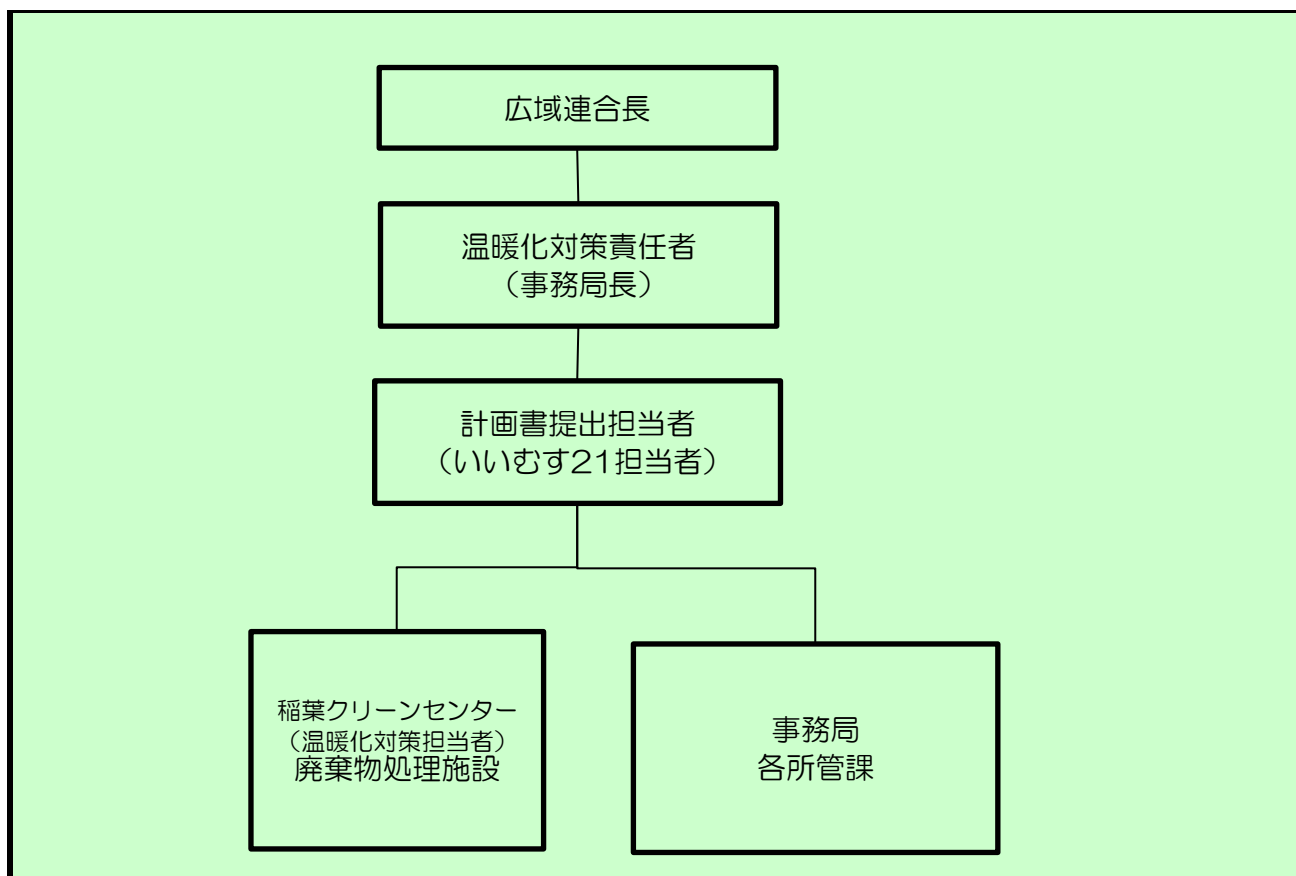 広域連合長
温暖化対策責任者
（事務局長）
計画書提出担当者
（いいむす21担当者）
稲葉クリーンセンター
（温暖化対策担当者）
廃棄物処理施設
事務局
各所管課